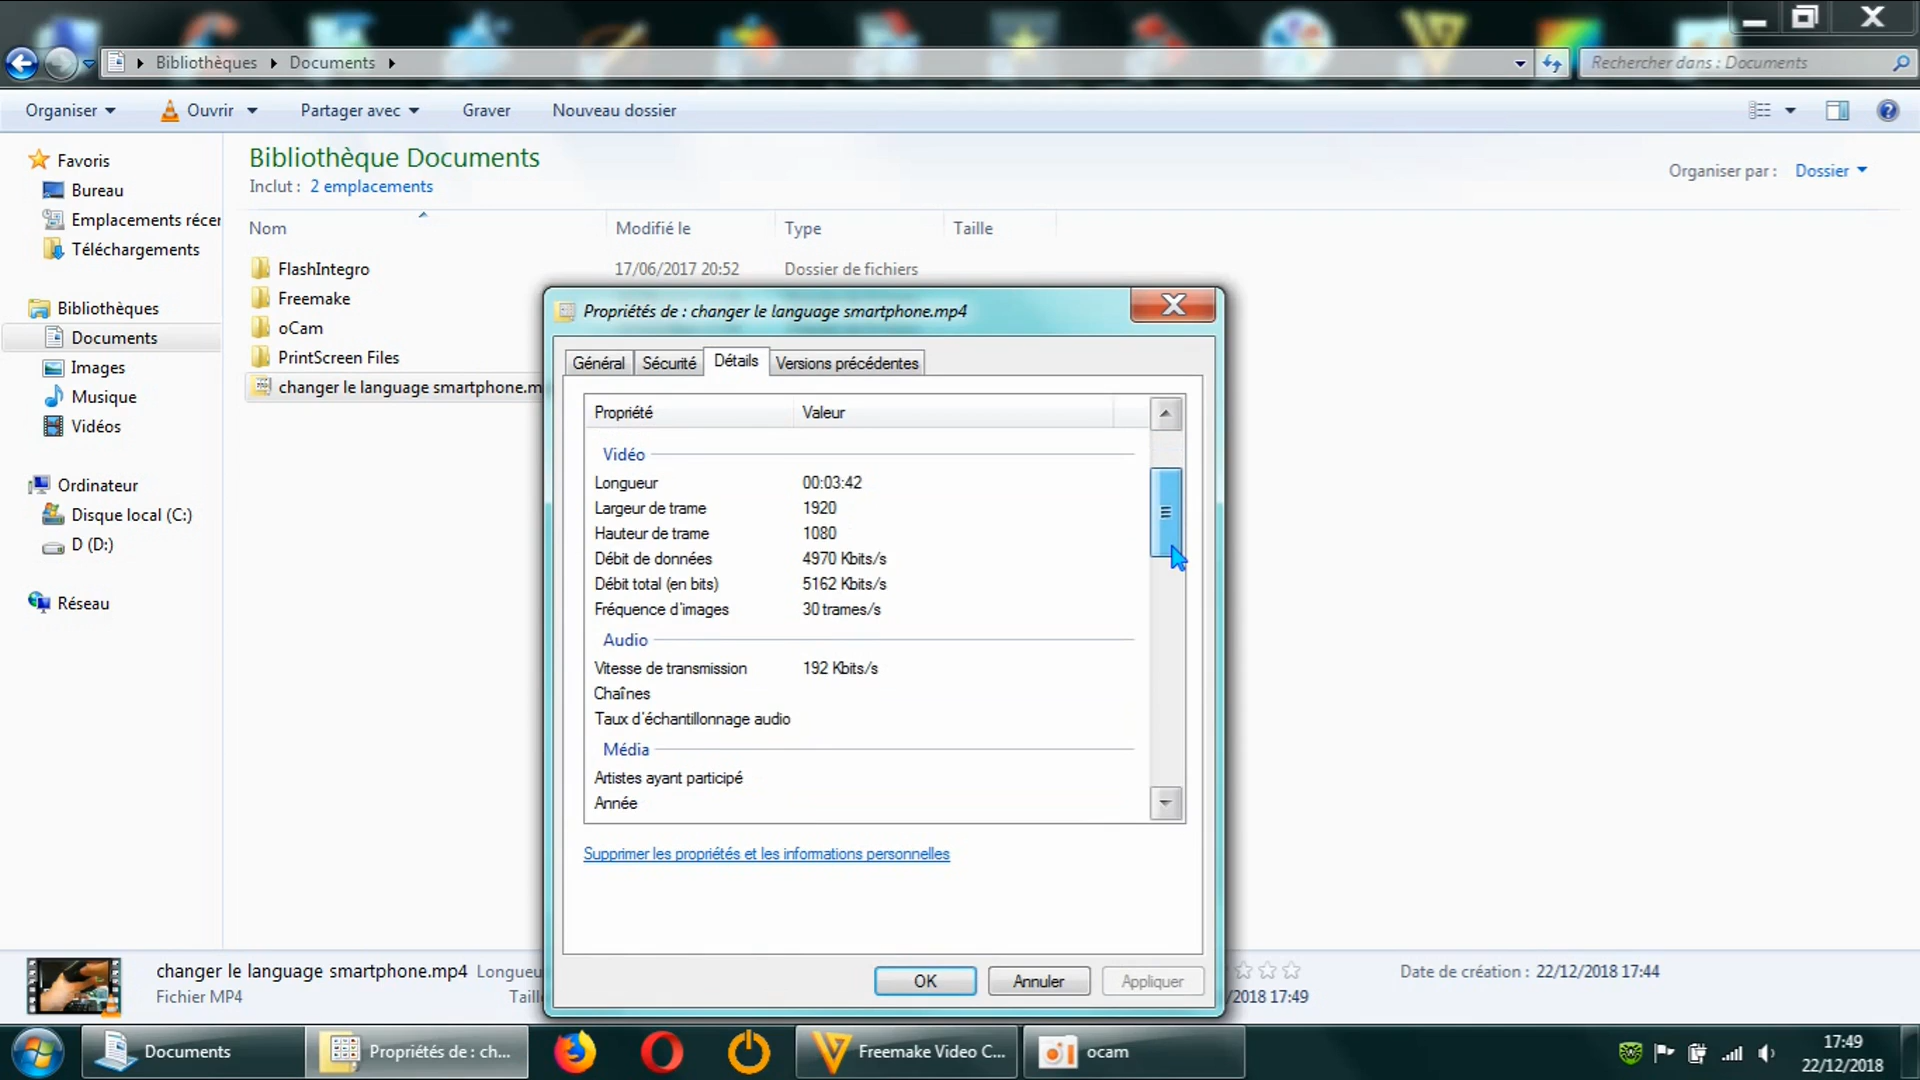 Bibliothèques Documents
Rechercher dans : Documents
Organiser Ouvrir Partager avec Graver Nouveau dossier
Favoris
Bureau
Emplacements récer
Téléchargements
Bibliothèques
Documents
Images
Musique
Vidéos
Ordinateur
Disque local (C:)
D (D:)
Réseau
Bibliothèque Documents
Inclut : 2 emplacements
Organiser par : Dossier
Nom Modifié le Type Taille
FlashIntegro 17/06/2017 20:52 Dossier de fichiers
Freemake
oCam
PrintScreen Files
changer le language smartphone.m
Propriétés de : changer le language smartphone.mp4
Général Sécurité Détails Versions précédentes
Propriété Valeur
Vidéo
Longueur 00:03:42
Largeur de trame 1920
Hauteur de trame 1080
Débit de données 4970 Kbits/s
Débit total (en bits) 5162 Kbits/s
Fréquence d'images 30 trames/s
Audio
Vitesse de transmission 192 Kbits/s
Chaînes
Taux d'échantillonnage audio
Média
Artistes ayant participé
Année
Supprimer les propriétés et les informations personnelles
OK Annuler Appliquer
changer le language smartphone.mp4 Longueu
Date de création : 22/12/2018 17:44
Fichier MP4 Taill
/2018 17:49
Documents Propriétés de : ch... Freemake Video C... ocam
17:49
22/12/2018